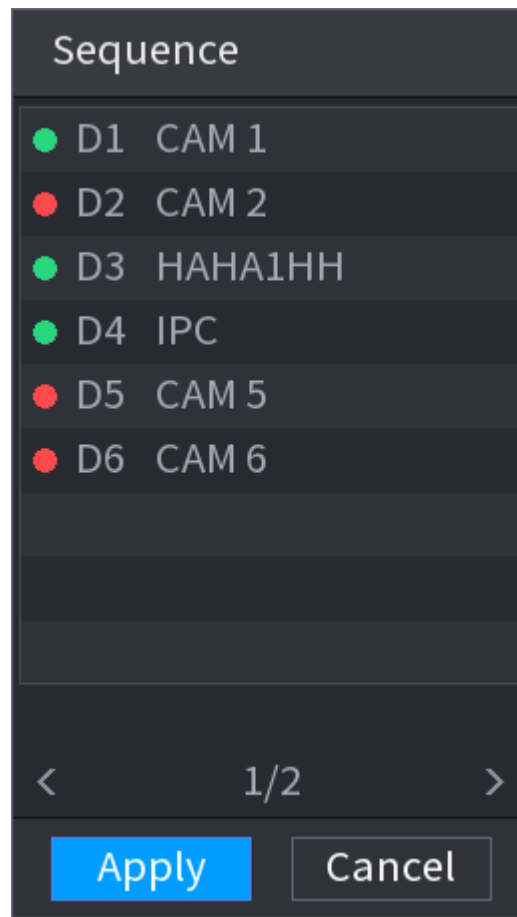 Sequence
D1 CAM 1
D2 CAM 2
D3 HAHA1HH
D4 IPC
D5 CAM 5
D6 CAM 6
< 1/2 >
Apply Cancel